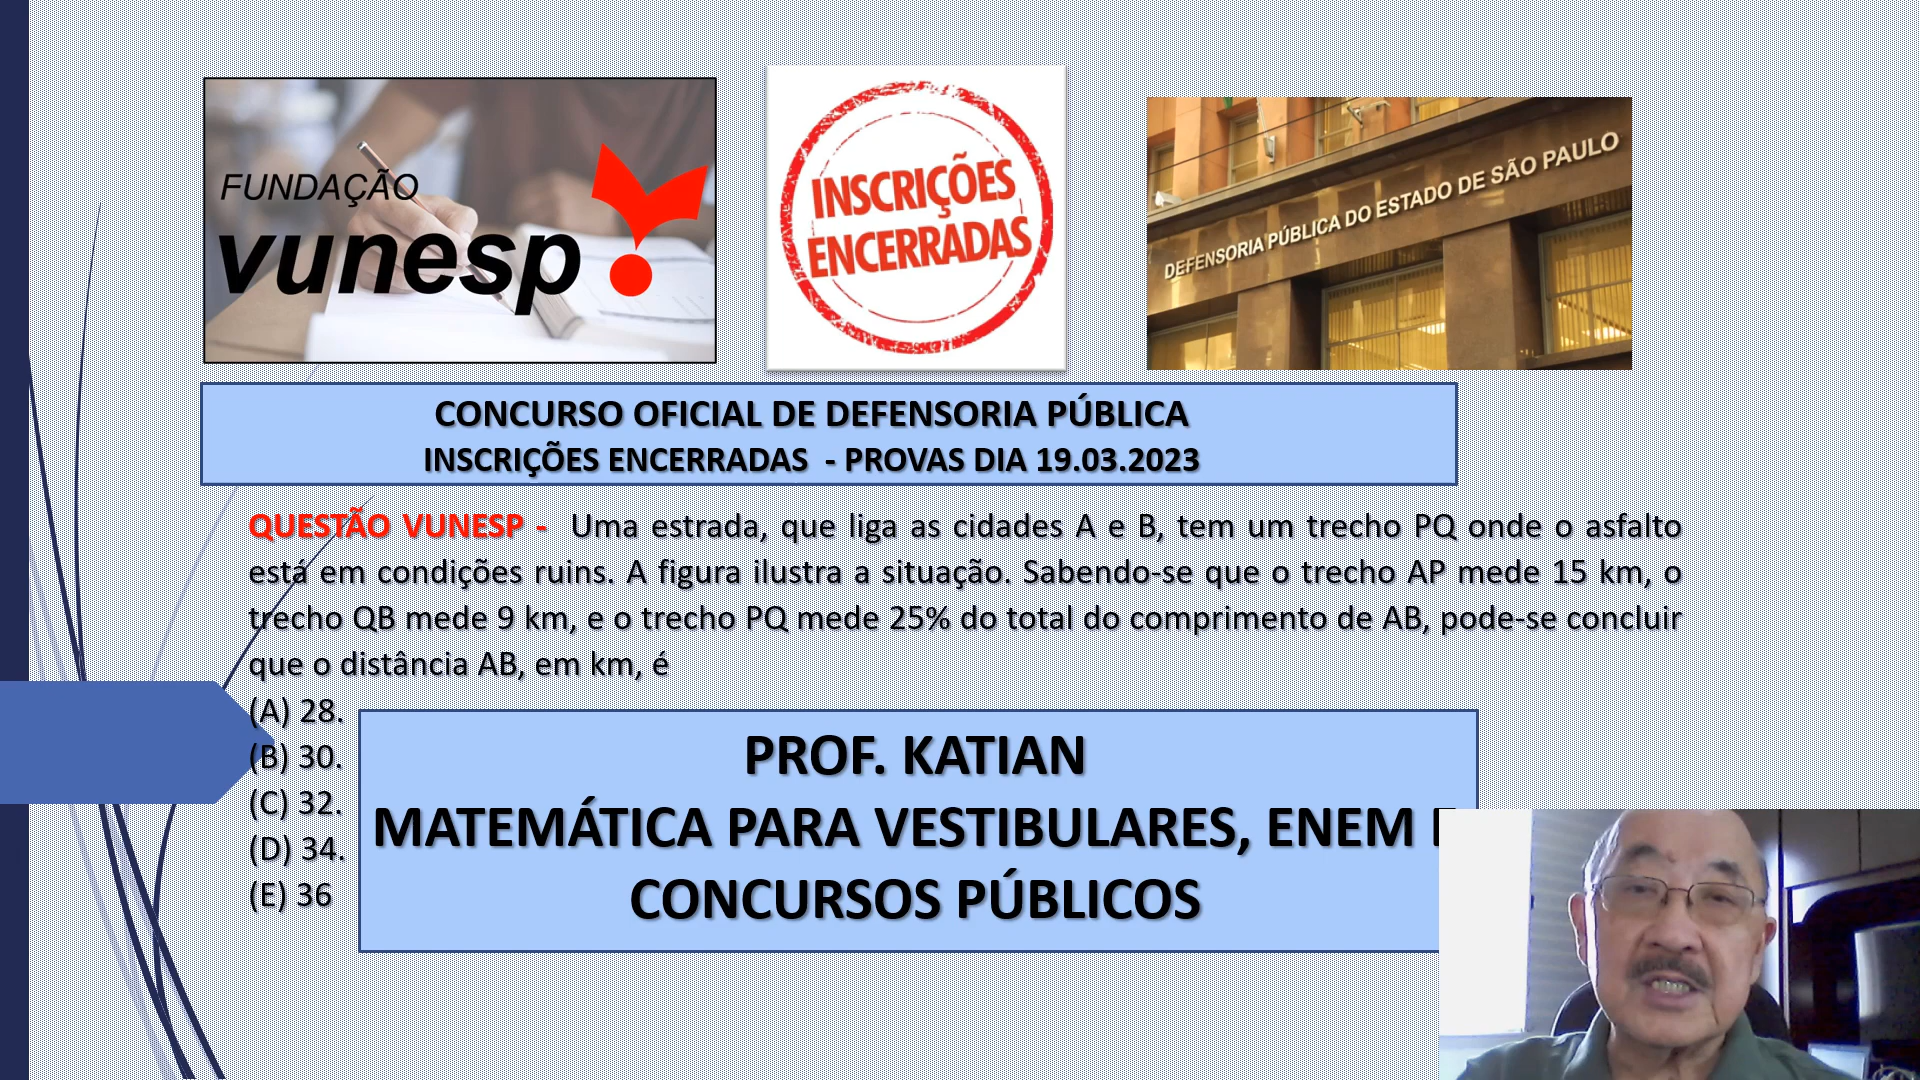 FUNDAÇÃO
vunesp
INSCRIÇÕES
ENCERRADAS
DEFENSORIA PÚBLICA DO ESTADO DE SÃO PAULO
CONCURSO OFICIAL DE DEFENSORIA PÚBLICA
INSCRIÇÕES ENCERRADAS - PROVAS DIA 19.03.2023
QUESTÃO VUNESP - Uma estrada, que liga as cidades A e B, tem um trecho PQ onde o asfalto
está em condições ruins. A figura ilustra a situação. Sabendo-se que o trecho AP mede 15 km, o
trecho QB mede 9 km, e o trecho PQ mede 25% do total do comprimento de AB, pode-se concluir
que o distância AB, em km, é
(A) 28.
(B) 30.
(C) 32.
(D) 34.
(E) 36
PROF. KATIAN
MATEMÁTICA PARA VESTIBULARES, ENEM
CONCURSOS PÚBLICOS